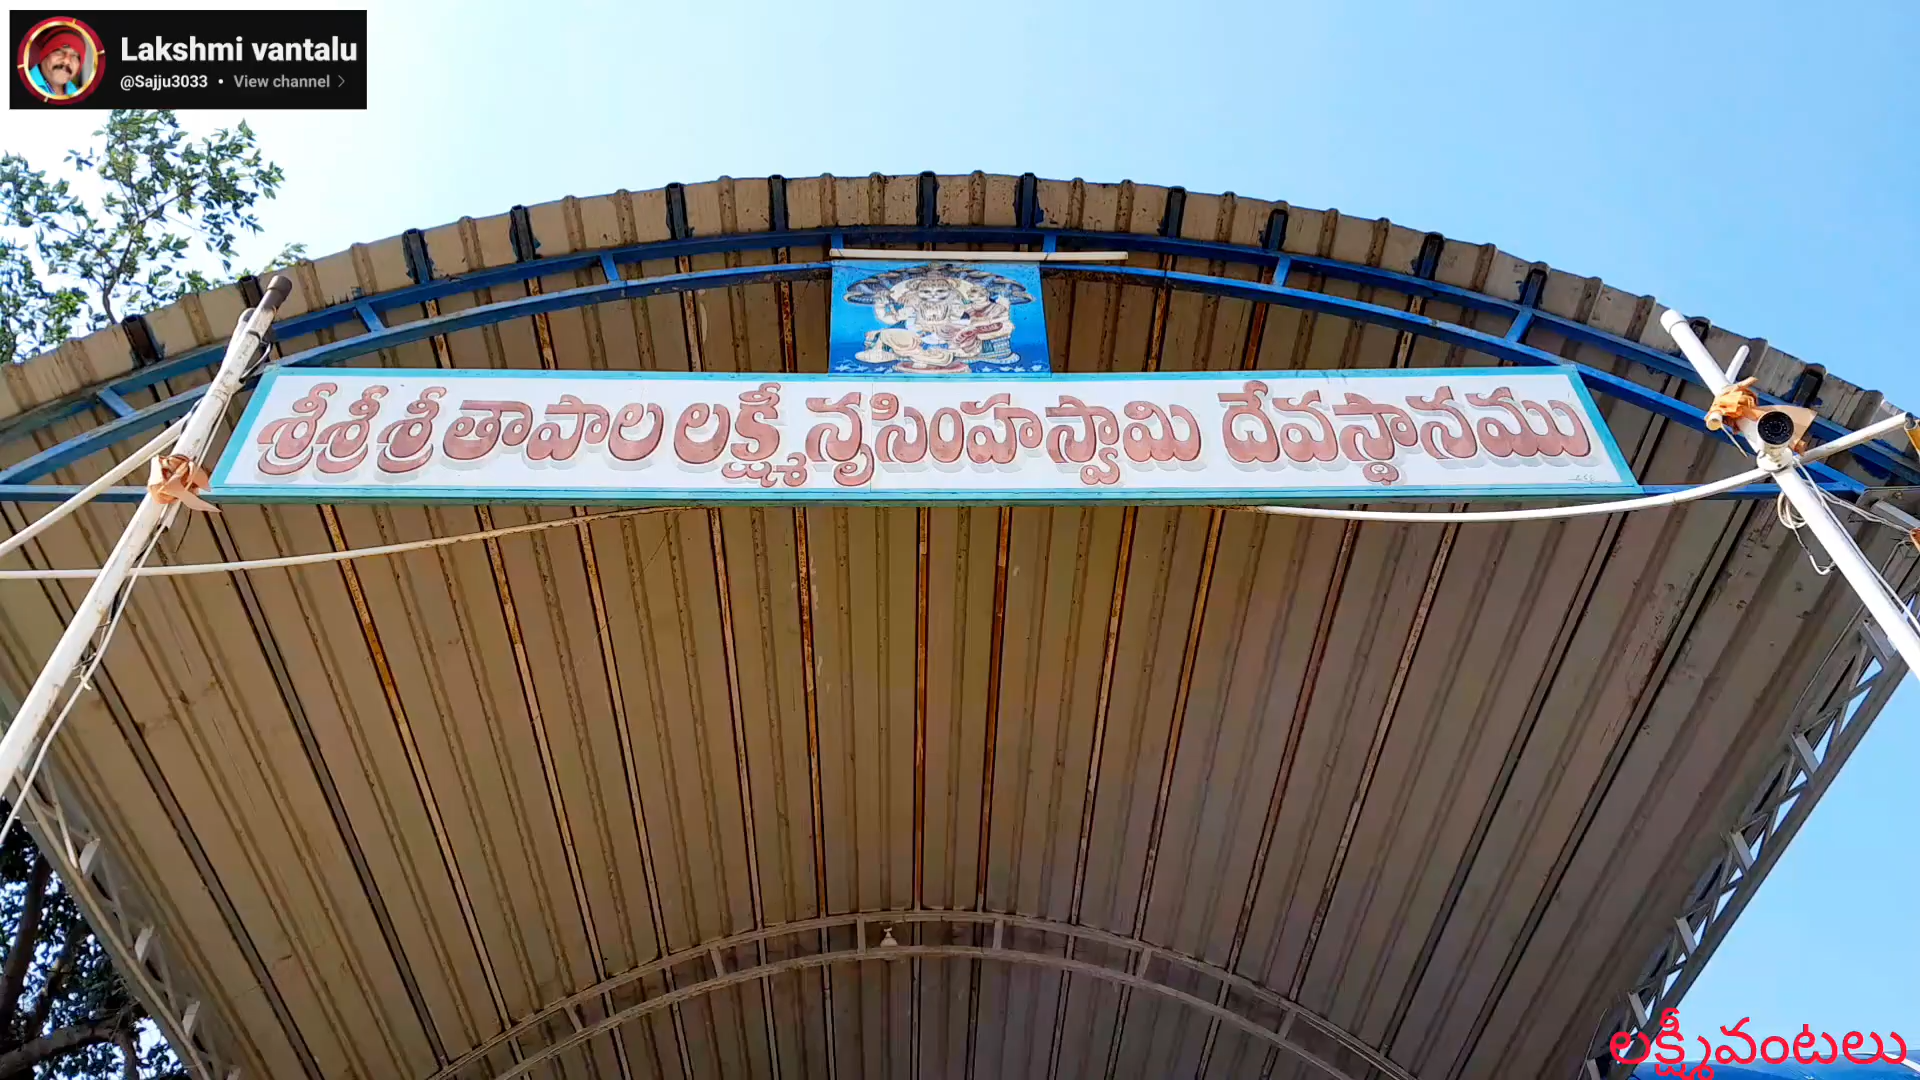 Lakshmi vantalu
@Sajju3033 • View channel >
శ్రీశ్రీశ్రీ తాపాల లక్ష్మీ నృసింహస్వామి దేవస్థానము
లక్ష్మీవంటలు